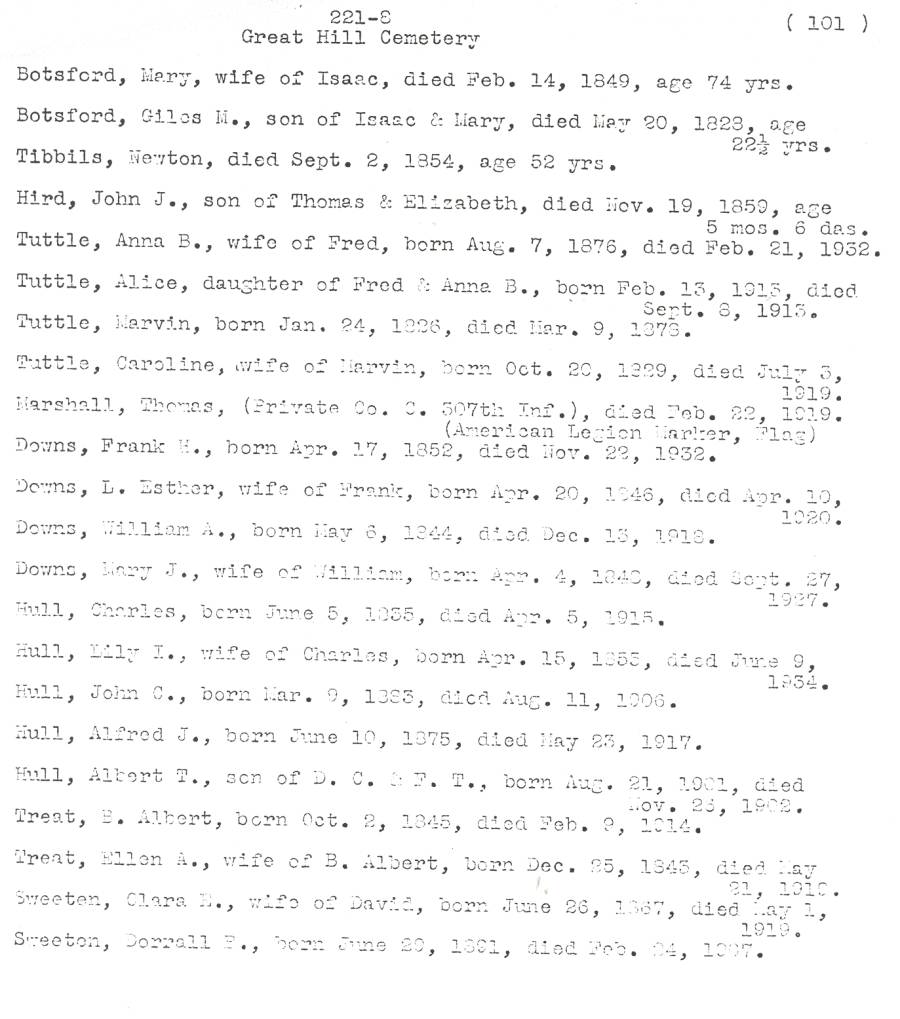 221-8
( 101 )
Great Hill Cemetery
Botsford, Mary, wife of Isaac, died Feb. 14, 1849, age 74 yrs.
Botsford, Giles M., son of Isaac & Mary, died May 20, 1828, age
22½ yrs.
Tibbils, Newton, died Sept. 2, 1854, age 52 yrs.
Hird, John J., son of Thomas & Elizabeth, died Nov. 19, 1859, age
5 mos. 6 das.
Tuttle, Anna B., wife of Fred, born Aug. 7, 1876, died Feb. 21, 1932.
Tuttle, Alice, daughter of Fred & Anna B., born Feb. 13, 1913, died
Sept. 8, 1913.
Tuttle, Marvin, born Jan. 24, 1826, died Mar. 9, 1878.
Tuttle, Caroline, wife of Marvin, born Oct. 20, 1829, died July 3,
1919.
Marshall, Thomas, (Private Co. C. 307th Inf.), died Feb. 22, 1919.
(American Legion Marker, Flag)
Downs, Frank H., born Apr. 17, 1852, died Nov. 22, 1932.
Downs, L. Esther, wife of Frank, born Apr. 20, 1846, died Apr. 10,
1920.
Downs, William A., born May 6, 1844, died Dec. 13, 1918.
Downs, Mary J., wife of William, born Apr. 4, died Sept. 27,
1927.
Hull, Charles, born June 5, 1835, died Apr. 5, 1915.
Hull, Lily I., wife of Charles, born Apr. 15, 1853, died June 9,
1934.
Hull, John C., born Mar. 9, 1883, died Aug. 11, 1906.
Hull, Alfred J., born June 10, 1875, died May 23, 1917.
Hull, Albert T., son of D. C. & F. T., born Aug. 21, 1901, died
Nov. 23, 1902.
Treat, B. Albert, born Oct. 2, 1845, died Feb. 9, 1914.
Treat, Ellen A., wife of B. Albert, born Dec. 25, 1843, died May
21,
Sweeten, Clara E., wife of David, born June 26, 1867, died May 1,
1919.
Sweeton, Dorrall born June 29, 1891, died Feb. 24,